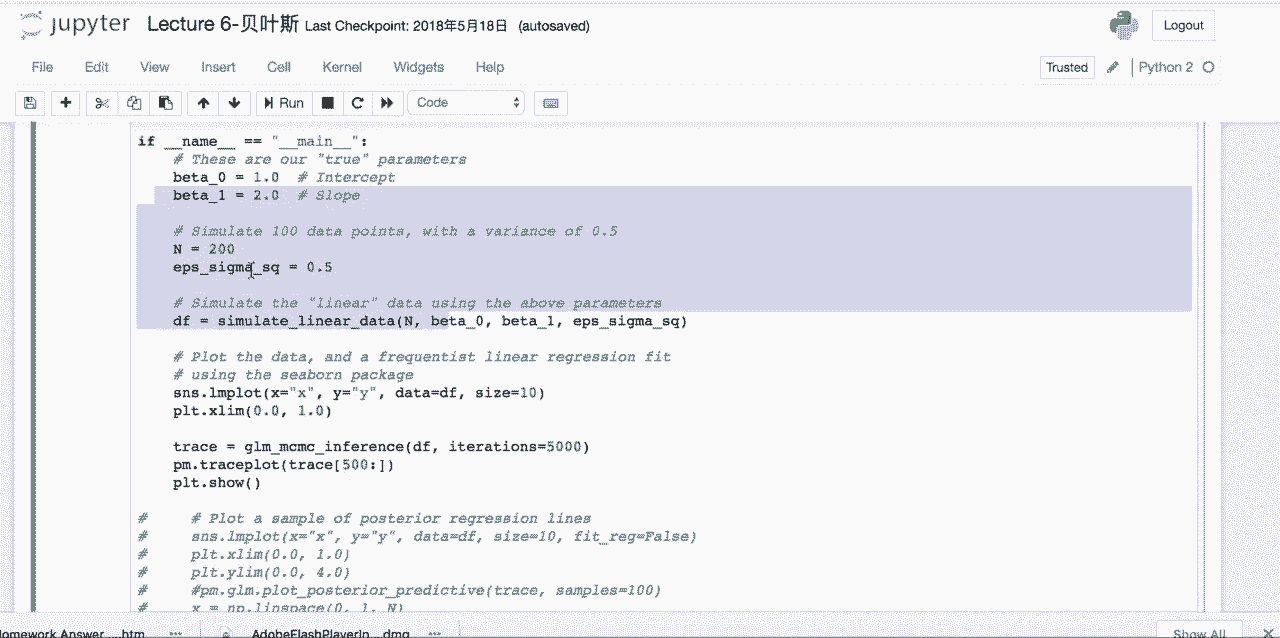 jupyter Lecture 6-贝叶斯 Last Checkpoint: 2018年5月18日 (autosaved) Logout
File Edit View Insert Cell Kernel Widgets Help Trusted Python 2
Run Code
if __name__ == "__main__":
# These are our "true" parameters
beta_0 = 1.0 # Intercept
beta_1 = 2.0 # Slope
# Simulate 100 data points, with a variance of 0.5
N = 200
eps_sigma_sq = 0.5
# Simulate the "linear" data using the above parameters
df = simulate_linear_data(N, beta_0, beta_1, eps_sigma_sq)
# Plot the data, and a frequentist linear regression fit
# using the seaborn package
sns.lmplot(x="x", y="y", data=df, size=10)
plt.xlim(0.0, 1.0)
trace = glm_mcmc_inference(df, iterations=5000)
pm.traceplot(trace[500:])
plt.show()
# # Plot a sample of posterior regression lines
# sns.lmplot(x="x", y="y", data=df, size=10, fit_reg=False)
# plt.xlim(0.0, 1.0)
# plt.ylim(0.0, 4.0)
# #pm.glm.plot_posterior_predictive(trace, samples=100)
# x = np.linspace(0, 1, N)
omework Answer....htm AdobeFlashPlayerIn....dmg Show All